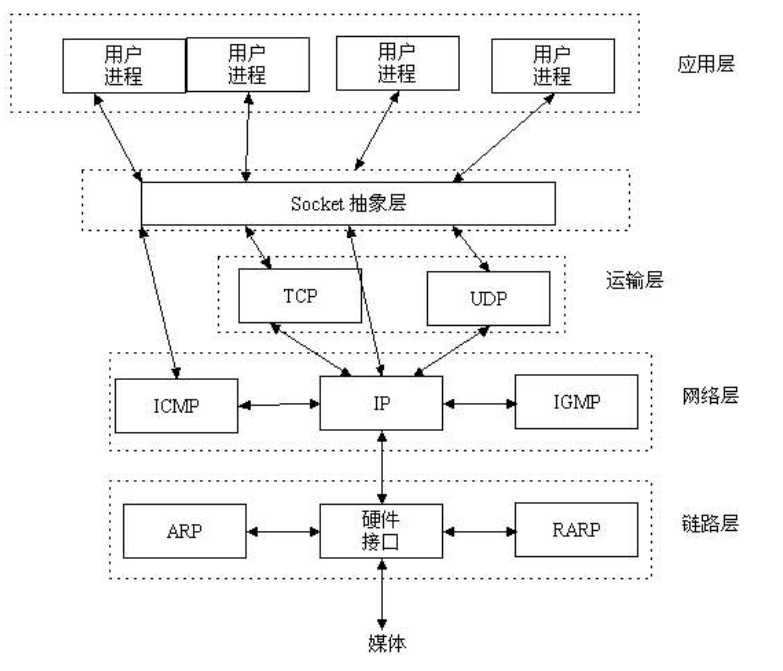 用户
进程
用户
进程
用户
进程
用户
进程
应用层
Socket 抽象层
TCP
UDP
运输层
ICMP
IP
IGMP
网络层
ARP
硬件
接口
RARP
链路层
媒体